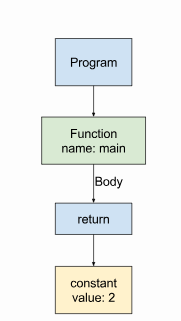 Program
Function
name: main
Body
return
constant
value: 2